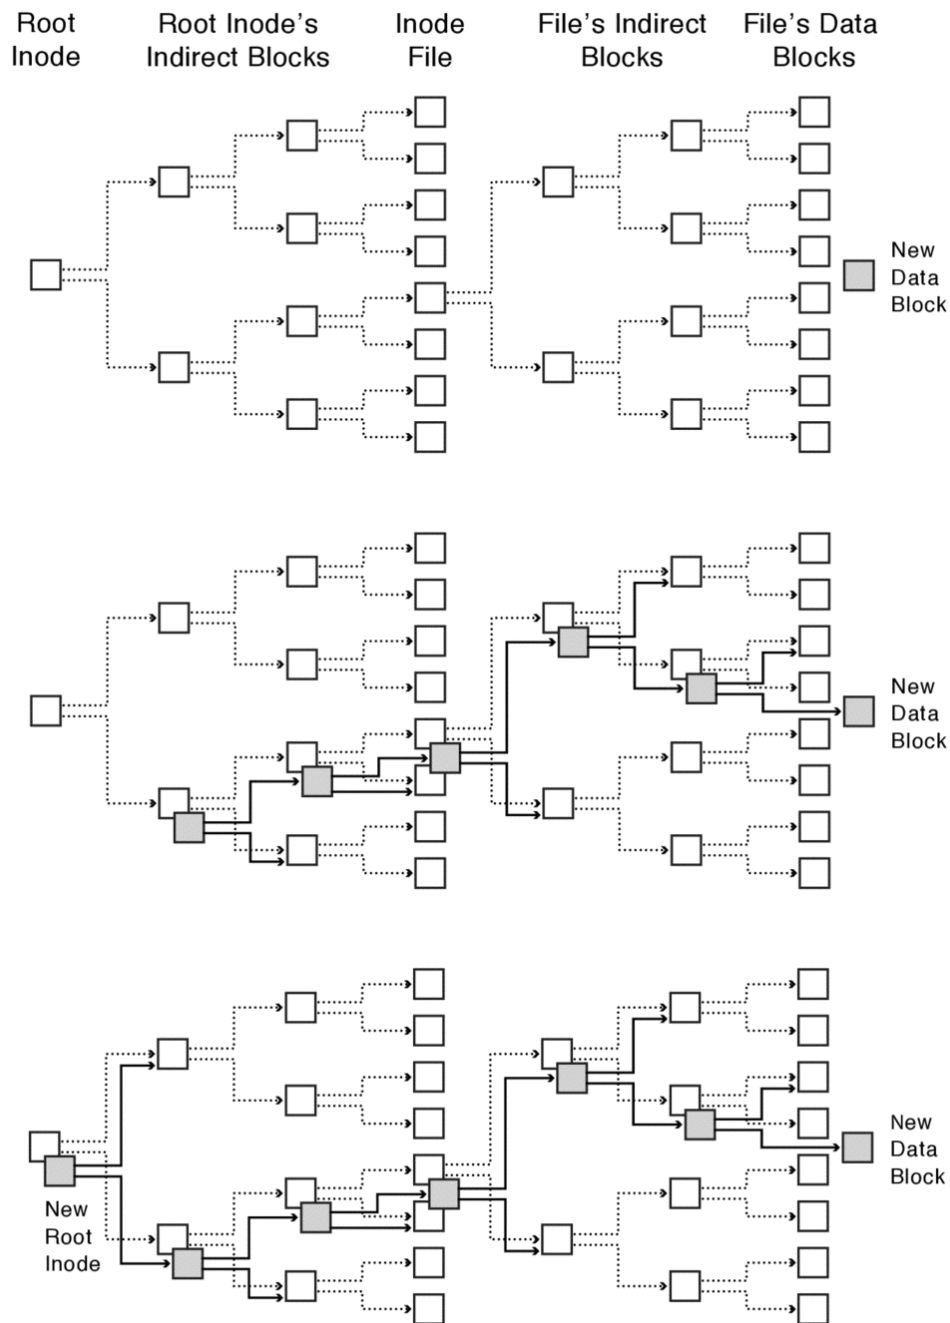 Root
Inode
Root Inode's
Indirect Blocks
Inode
File
File's Indirect
Blocks
File's Data
Blocks
New
Data
Block
New
Data
Block
New
Data
Block
New
Root
Inode